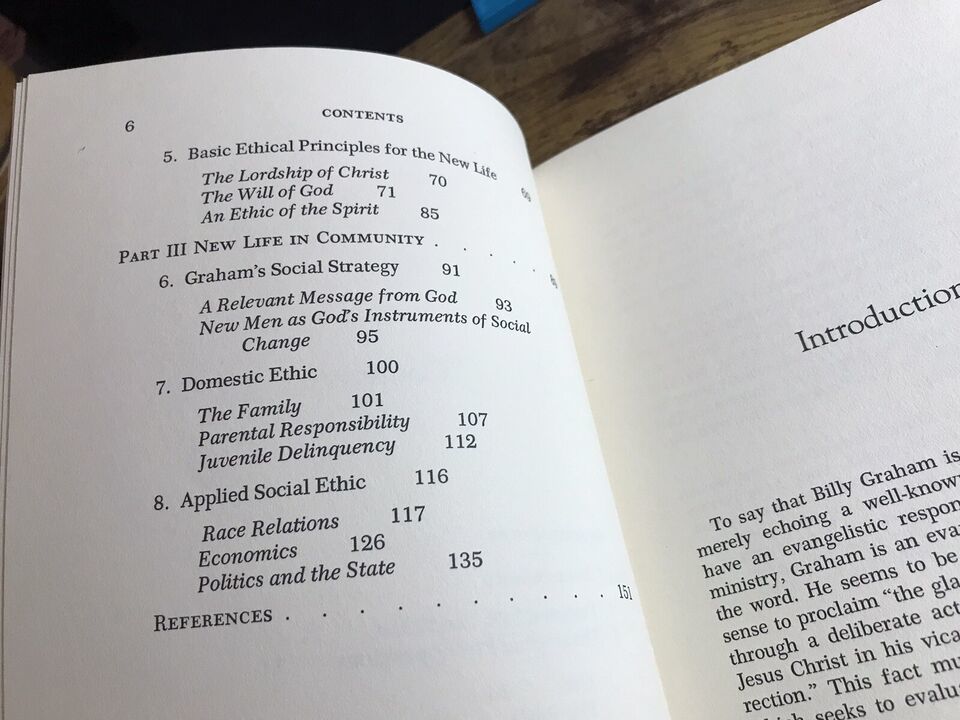 6 CONTENTS
5. Basic Ethical Principles for the New Life 69
The Lordship of Christ 70
The Will of God 71
An Ethic of the Spirit 85
PART III NEW LIFE IN COMMUNITY . . . .
6. Graham's Social Strategy 91
A Relevant Message from God 93
New Men as God's Instruments of Social
Change 95
7. Domestic Ethic 100
The Family 101
Parental Responsibility 107
Juvenile Delinquency 112
8. Applied Social Ethic 116
Race Relations 117
Economics 126
Politics and the State 135
REFERENCES . . . . . . . . . 151
Introduction
To say that Billy Graham is
merely echoing a well-known
have an evangelistic respon
ministry, Graham is an eva
the word. He seems to be
sense to proclaim "the gla
through a deliberate act
Jesus Christ in his vica
rection." This fact mu
seeks to evalua